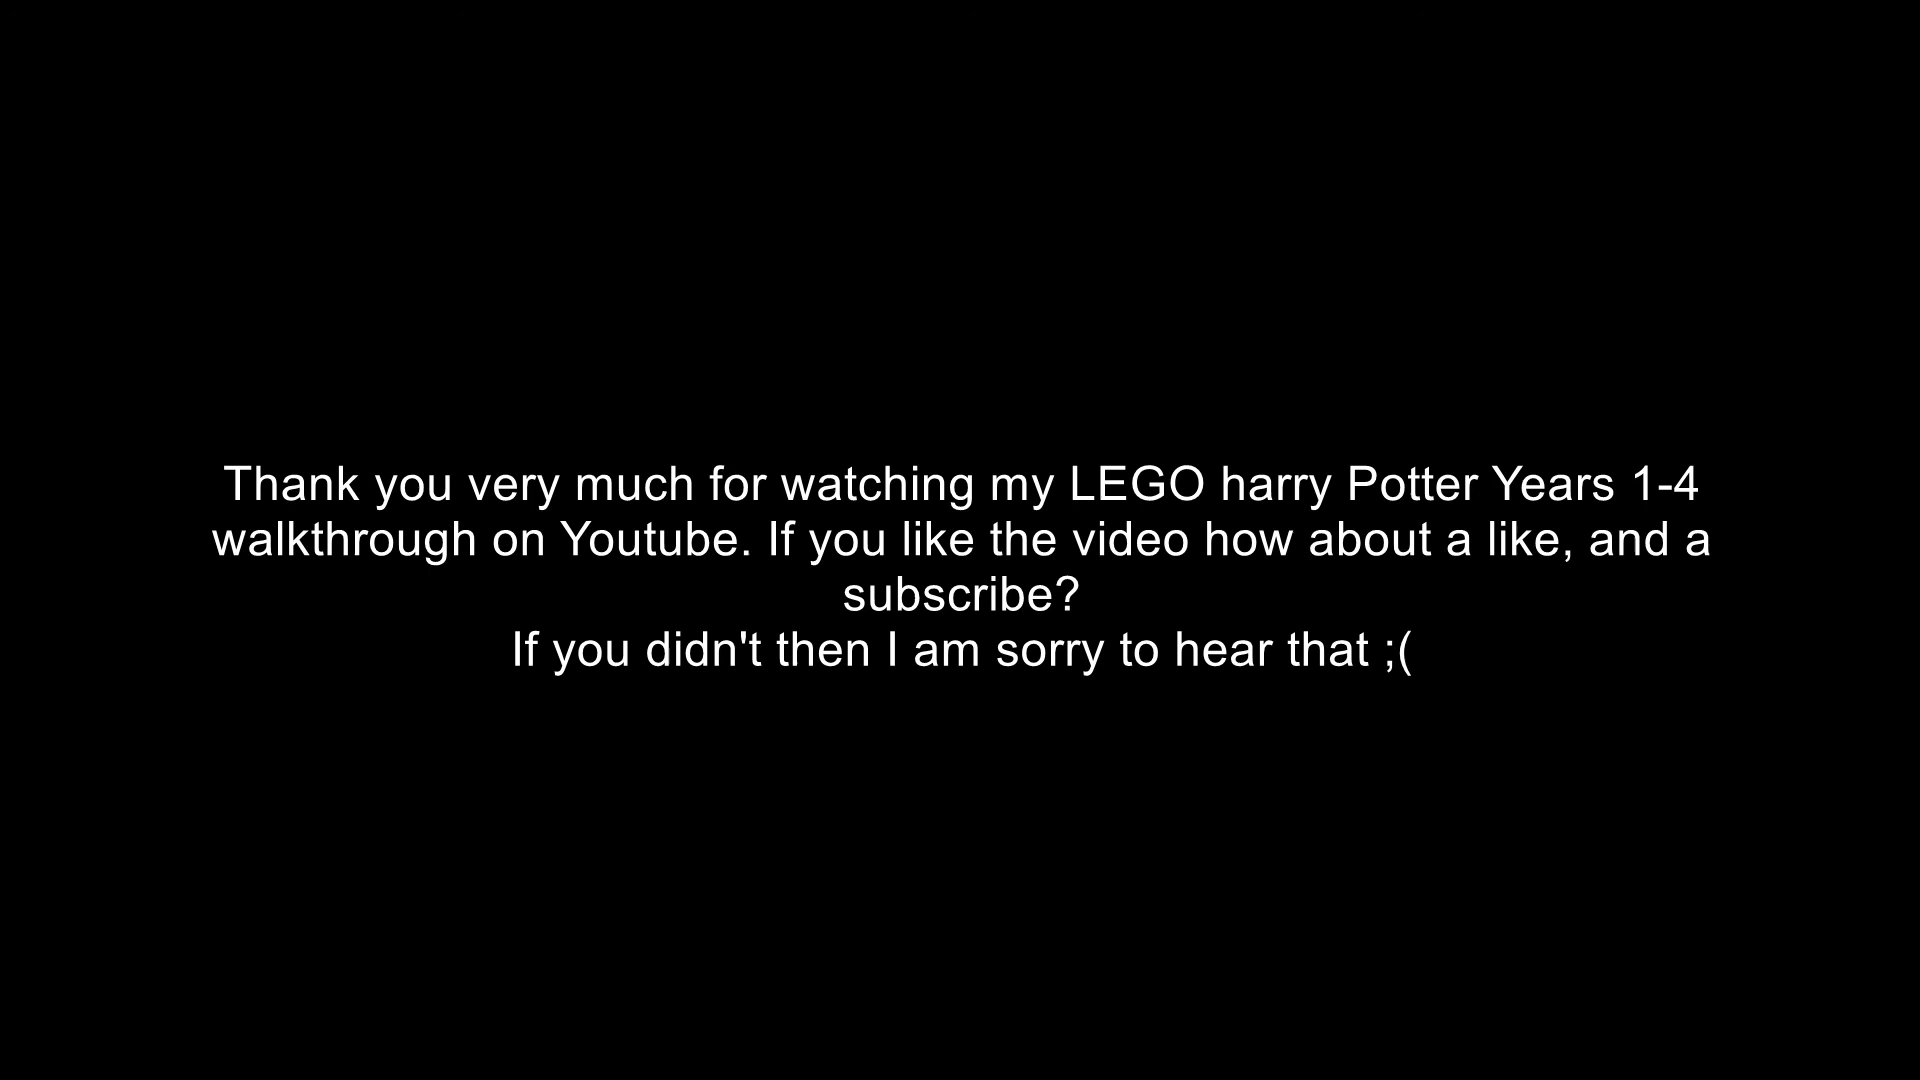 Thank you very much for watching my LEGO harry Potter Years 1-4
walkthrough on Youtube. If you like the video how about a like, and a
subscribe?
If you didn't then I am sorry to hear that ;(